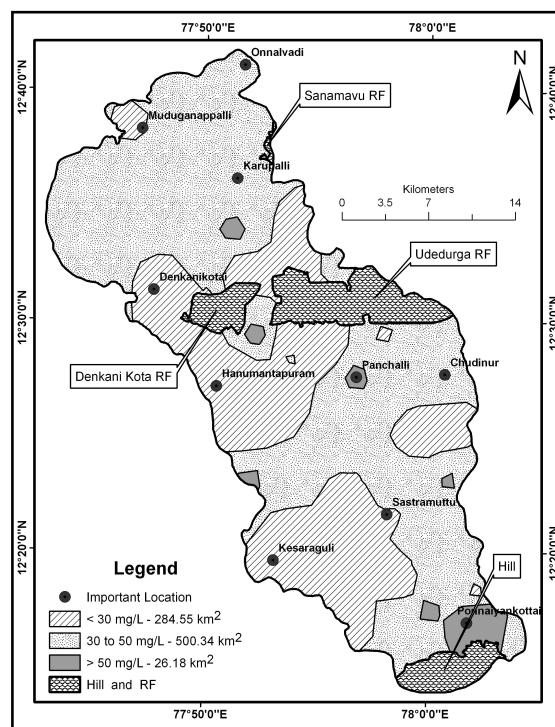 77°50'0"E
78°0'0"E
N
Onnalvadi
12°40'0"N
12°40'0"N
Sanamavu RF
Muduganappalli
Karupalli
Kilometers
0 3.5 7 14
Udedurga RF
Denkanikotai
12°30'0"N
12°30'0"N
Denkani Kota RF
Hanumantapuram
Panchalli
Chudinur
Sastramuttu
12°20'0"N
12°20'0"N
Kesaraguli
Hill
Ponnaiyankottai
Legend
Important Location
< 30 mg/L - 284.55 km2
30 to 50 mg/L - 500.34 km2
> 50 mg/L - 26.18 km2
Hill and RF
77°50'0"E
78°0'0"E